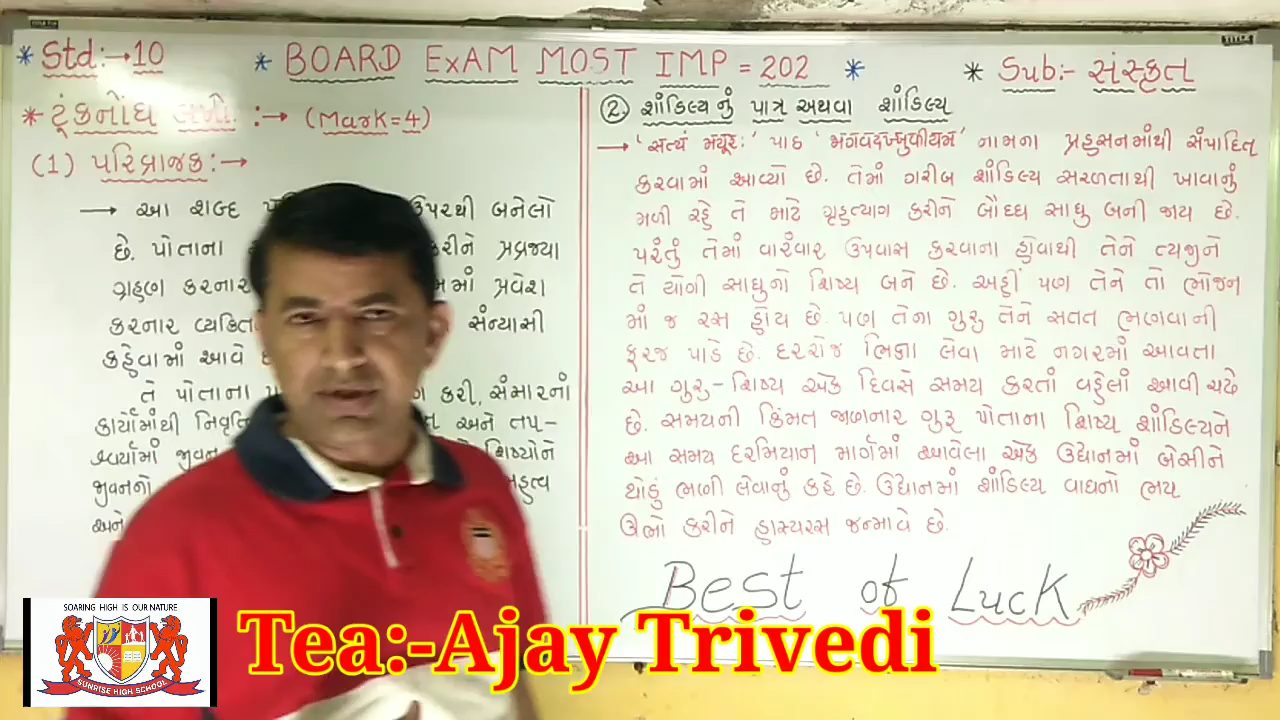 * Std:→10
* BOARD ExAM MOST IMP = 202 *
* Sub:- સંસ્કૃત
* ટૂંકનોંધ લખો. :→ (Mark=4)
(1) પરિવ્રાજક:→
→ આ શબ્દ ઉપરથી બનેલો
છે. પોતાના કરીને પ્રવ્રજ્યા
ગ્રહણ કરનાર પ્રવેશ
કરનાર વ્યકિત સંન્યાસી
કહેવામાં આવે
તે પોતાના કરી, સંસારનાં
કાર્યોમાંથી અને તપ-
શ્ચર્યામાં શિષ્યોને
જીવનનો મહત્વ
અને
② શાંડિલ્યનું પાત્ર અથવા શાંડિલ્ય
→ 'સત્યં મયૂરઃ' પાઠ 'ભગવદજ્જુકીયમ' નામના પ્રહસનમાંથી સંપાદિત
કરવામાં આવ્યો છે. તેમાં ગરીબ શાંડિલ્ય સરળતાથી ખાવાનું
મળી રહે તે માટે ગૃહત્યાગ કરીને બૌધ્ધ સાધુ બની જાય છે.
પરંતું તેમાં વારંવાર ઉપવાસ કરવાના હોવાથી તેને ત્યજીને
તે યોગી સાધુનો શિષ્ય બને છે. અહીં પણ તેને તો ભોજન
માં જ રસ હોય છે. પણ તેના ગુરુ તેને સતત ભણવાની
ફરજ પાડે છે. દરરોજ ભિક્ષા લેવા માટે નગરમાં આવતા
આ ગુરુ-શિષ્ય એક દિવસે સમય કરતાં વહેલાં આવી ચઢે
છે. સમયની કિંમત જાણનાર ગુરુ પોતાના શિષ્ય શાંડિલ્યને
આ સમય દરમિયાન માર્ગમાં આવેલા એક ઉદ્યાનમાં બેસીને
થોડું ભણી લેવાનું કહે છે. ઉદ્યાનમાં શાંડિલ્ય વાઘનો ભય
ઊભો કરીને હાસ્યરસ જન્માવે છે.
Best of Luck
SOARING HIGH IS OUR NATURE
SUNRISE HIGH SCHOOL
Tea:-Ajay Trivedi